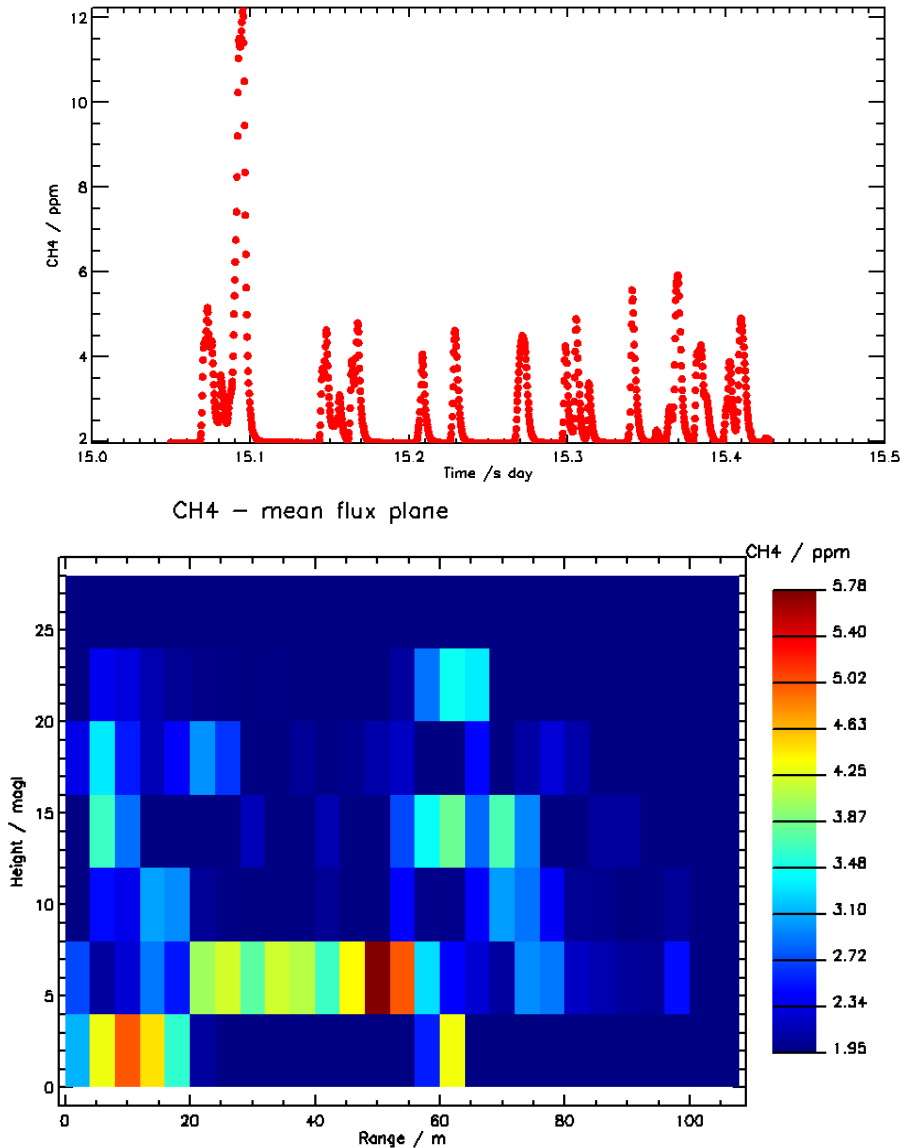 12
10
8
6
4
2
CH4 / ppm
15.0 15.1 15.2 15.3 15.4 15.5
Time /s day
CH4 – mean flux plane
CH4 / ppm
25
20
15
10
5
0
Height / magl
0 20 40 60 80 100
Range / m
5.78
5.40
5.02
4.63
4.25
3.87
3.48
3.10
2.72
2.34
1.95